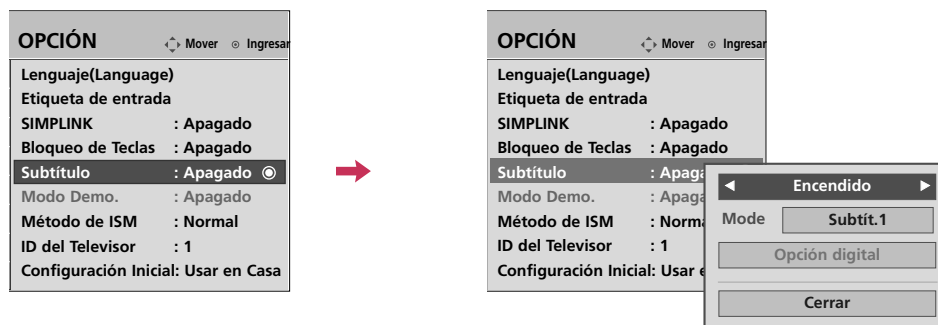 OPCIÓN Mover Ingresar
Lenguaje(Language)
Etiqueta de entrada
SIMPLINK : Apagado
Bloqueo de Teclas : Apagado
Subtítulo : Apagado
Modo Demo. : Apagado
Método de ISM : Normal
ID del Televisor : 1
Configuración Inicial: Usar en Casa
OPCIÓN Mover Ingresar
Lenguaje(Language)
Etiqueta de entrada
SIMPLINK : Apagado
Bloqueo de Teclas : Apagado
Subtítulo : Apaga
Modo Demo. : Apaga
Método de ISM : Norma
ID del Televisor : 1
Configuración Inicial: Usar e
Encendido
Mode Subtít.1
Opción digital
Cerrar